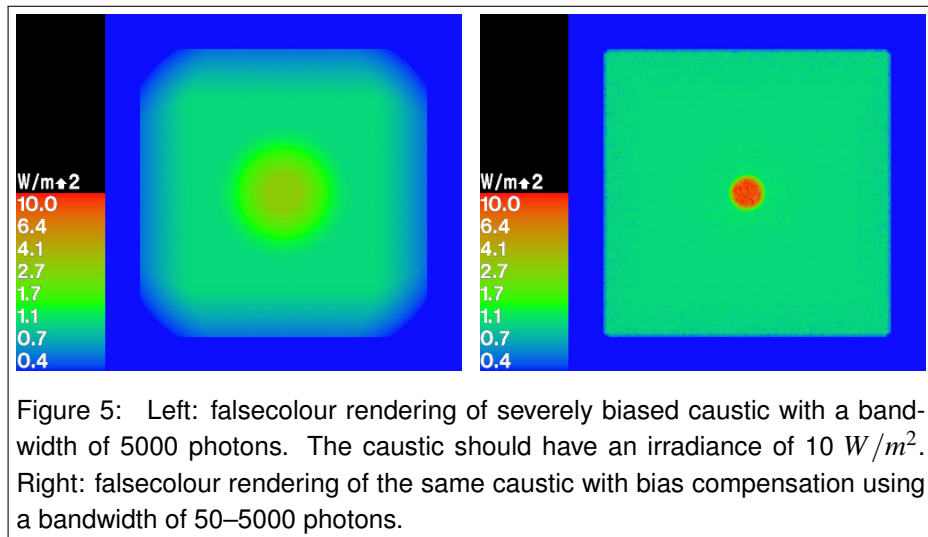 W/m↑2
10.0
6.4
4.1
2.7
1.7
1.1
0.7
0.4
W/m↑2
10.0
6.4
4.1
2.7
1.7
1.1
0.7
0.4
Figure 5: Left: falsecolour rendering of severely biased caustic with a band-
width of 5000 photons. The caustic should have an irradiance of 10 W/m².
Right: falsecolour rendering of the same caustic with bias compensation using
a bandwidth of 50–5000 photons.